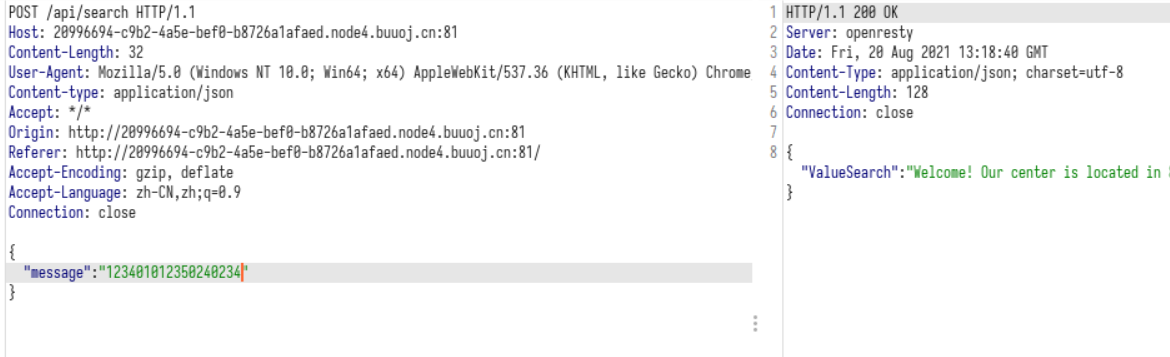 POST /api/search HTTP/1.1
Host: 20996694-c9b2-4a5e-bef0-b8726a1afaed.node4.buuoj.cn:81
Content-Length: 32
User-Agent: Mozilla/5.0 (Windows NT 10.0; Win64; x64) AppleWebKit/537.36 (KHTML, like Gecko) Chrome
Content-type: application/json
Accept: */*
Origin: http://20996694-c9b2-4a5e-bef0-b8726a1afaed.node4.buuoj.cn:81
Referer: http://20996694-c9b2-4a5e-bef0-b8726a1afaed.node4.buuoj.cn:81/
Accept-Encoding: gzip, deflate
Accept-Language: zh-CN,zh;q=0.9
Connection: close
{
"message":"123401012350240234"
}
1 HTTP/1.1 200 OK
2 Server: openresty
3 Date: Fri, 20 Aug 2021 13:18:40 GMT
4 Content-Type: application/json; charset=utf-8
5 Content-Length: 128
6 Connection: close
7
8 {
"ValueSearch":"Welcome! Our center is located in
}